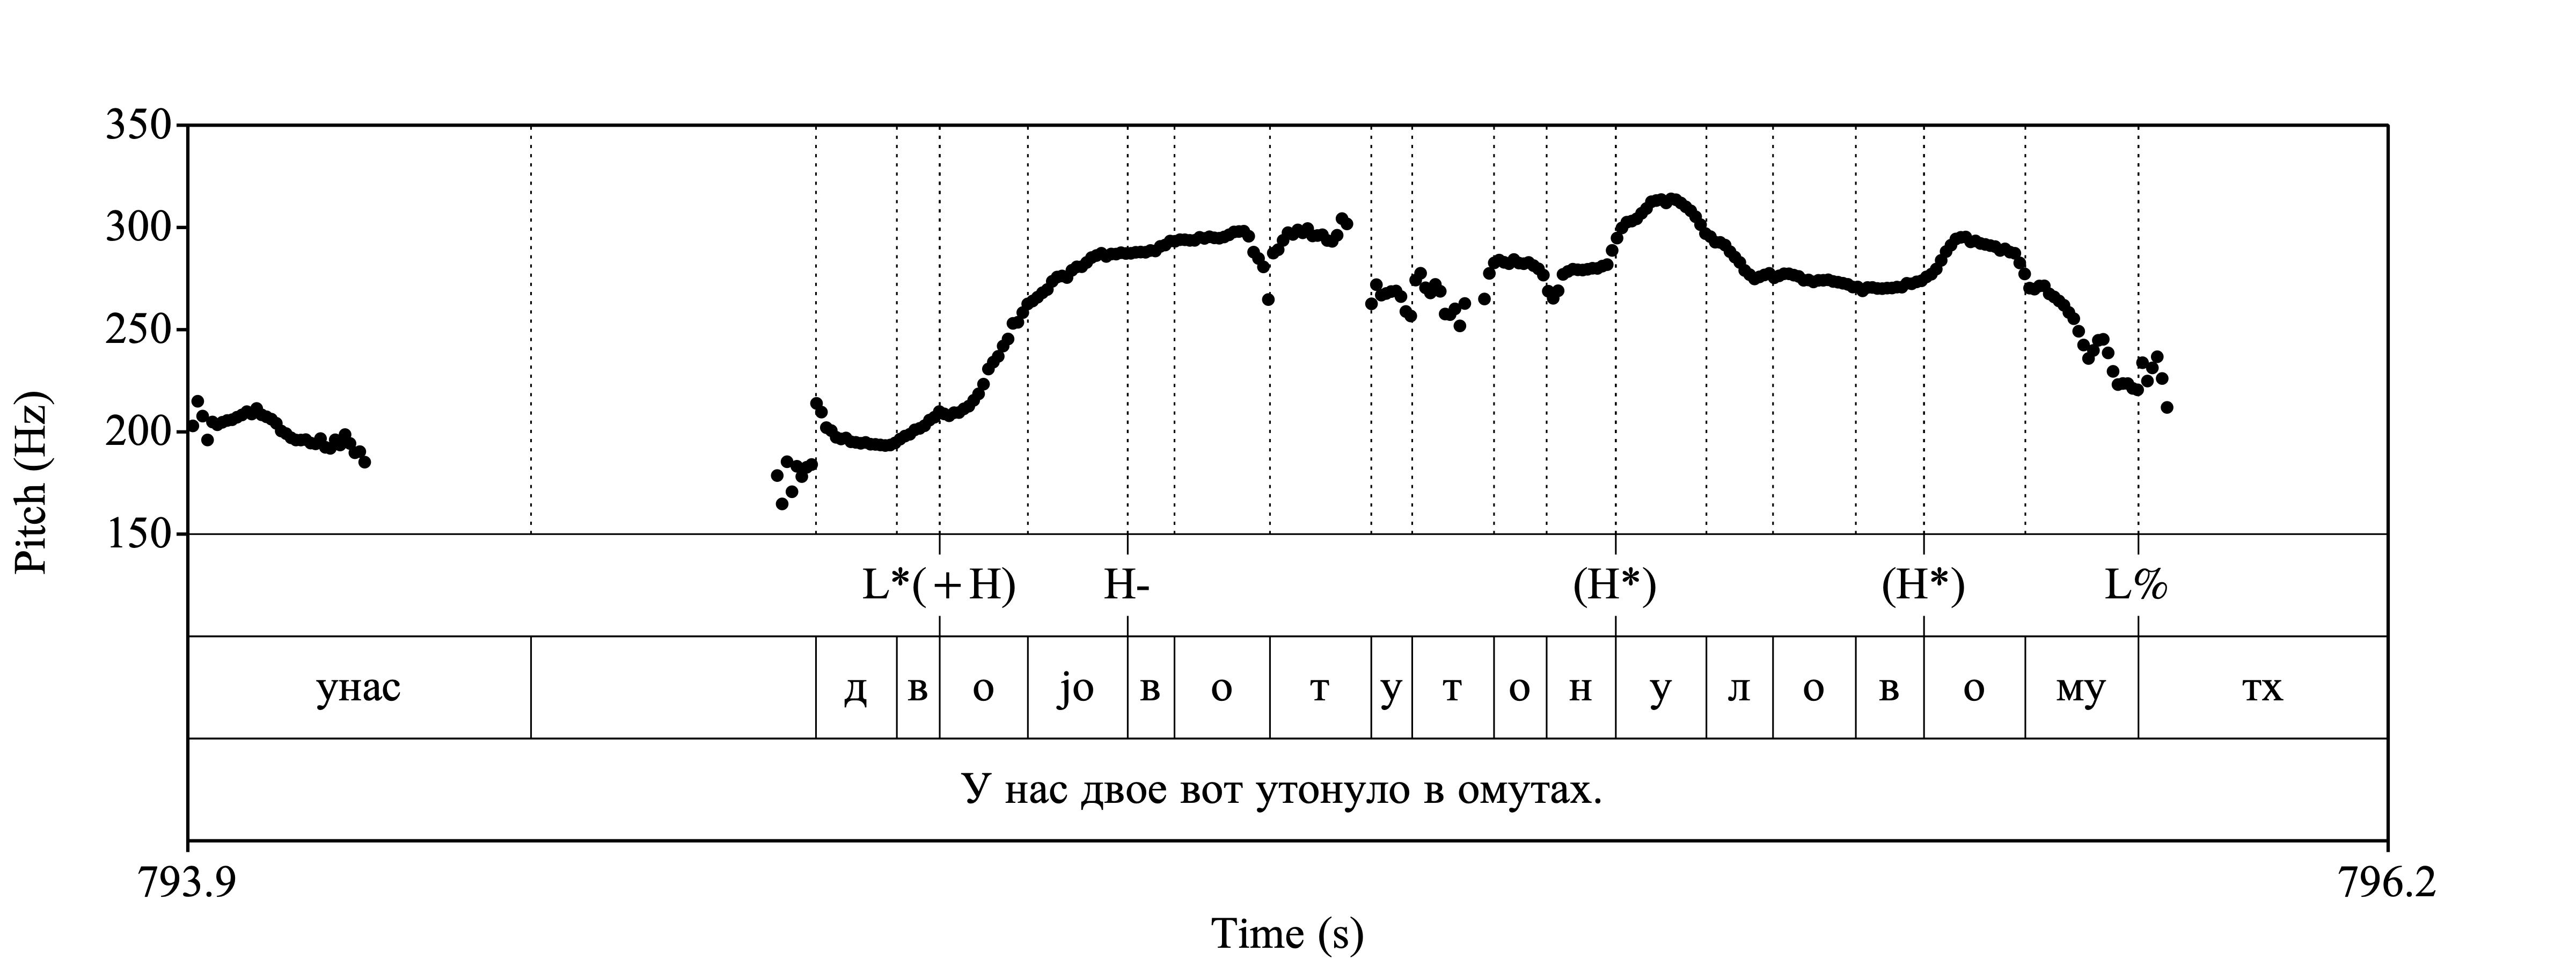 350
300
250
200
150
Pitch (Hz)
L*(+H) H- (H*) (H*) L%
унас д в о jо в о т у т о н у л о в о му тх
У нас двое вот утонуло в омутах.
793.9 796.2
Time (s)